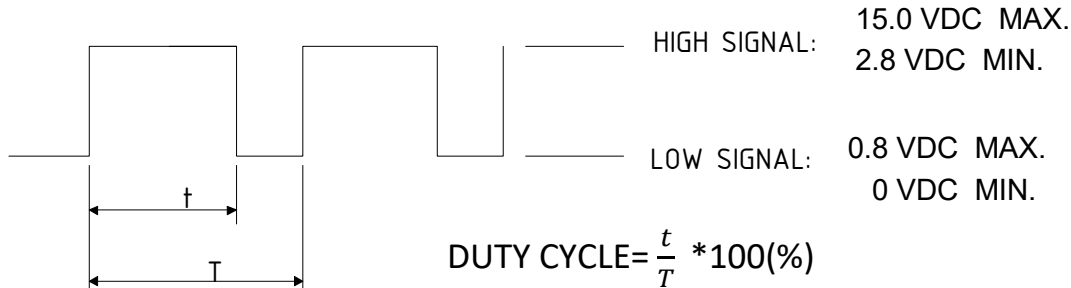 HIGH SIGNAL: 15.0 VDC MAX.
2.8 VDC MIN.
LOW SIGNAL: 0.8 VDC MAX.
0 VDC MIN.
t
T
DUTY CYCLE= t/T *100(%)